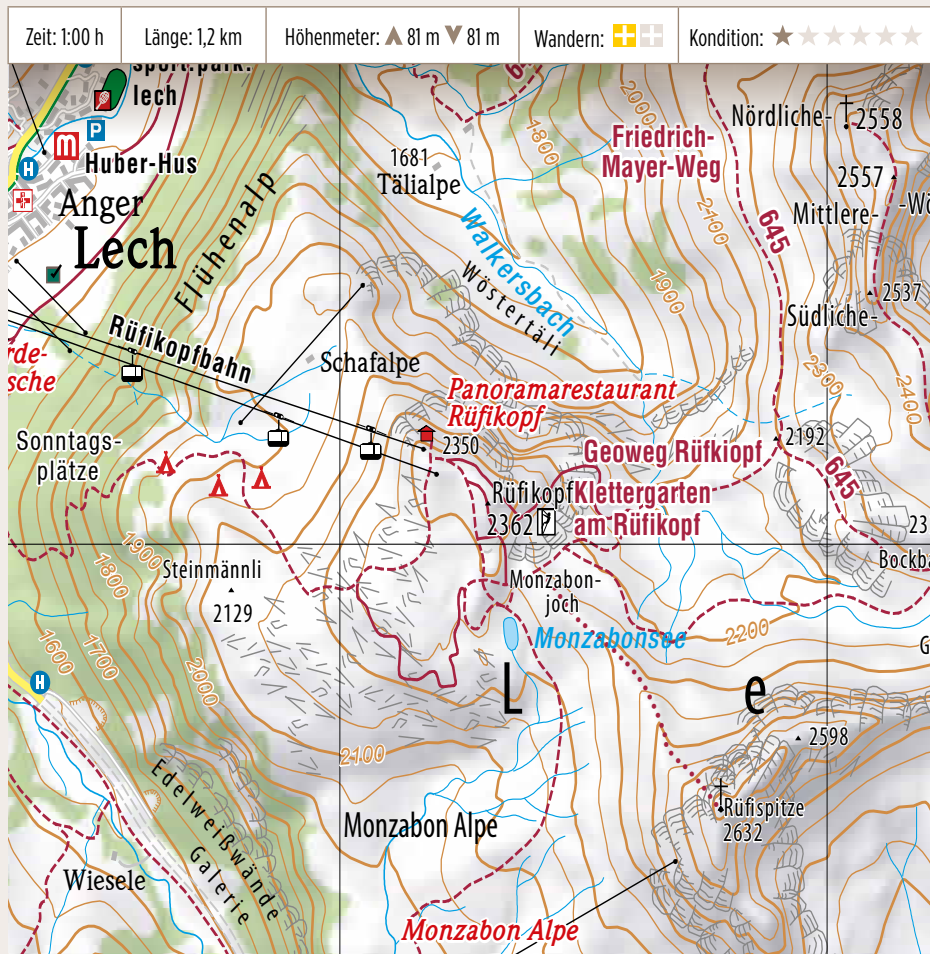 Zeit: 1:00 h
Länge: 1,2 km
Höhenmeter: 81 m 81 m
Wandern:
Kondition:
sport.park.
lech
P
m
Huber-Hus
H
Anger
Lech
Flühenalp
1681
Tälialpe
Walkersbach
Wöstertäli
1800
2000
2100
1900
Friedrich-
Mayer-Weg
645
Nördliche-
2558
2557
Mittlere-
-Wö
2537
Südliche-
2300
2400
Rüfikopfbahn
Schafalpe
rde-
ische
Panoramarestaurant
Rüfikopf
2350
2192
Sonntags-
plätze
Geoweg Rüfkiopf
645
Rüfikopf
2362
Klettergarten
am Rüfikopf
23
Bockba
1900
1800
Steinmännli
2129
Monzabon-
joch
Monzabonsee
2200
G
1600
1700
2000
H
L
e
2598
2100
Edelweißwände
Galerie
Rüfispitze
2632
Monzabon Alpe
Wiesele
Monzabon Alpe